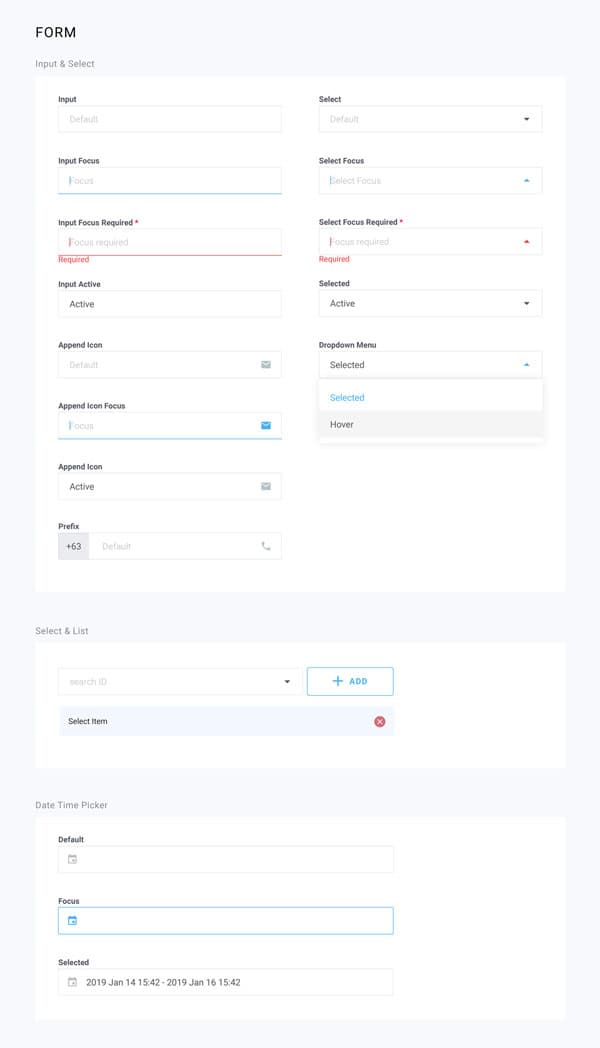 FORM
Input & Select
Input
Default
Input Focus
Focus
Input Focus Required *
Focus required
Required
Input Active
Active
Append Icon
Default
Append Icon Focus
Focus
Append Icon
Active
Prefix
+63
Default
Select
Default
Select Focus
Select Focus
Select Focus Required *
Focus required
Required
Selected
Active
Dropdown Menu
Selected
Selected
Hover
Select & List
search ID
ADD
Select Item
Date Time Picker
Default
Focus
Selected
2019 Jan 14 15:42 - 2019 Jan 16 15:42